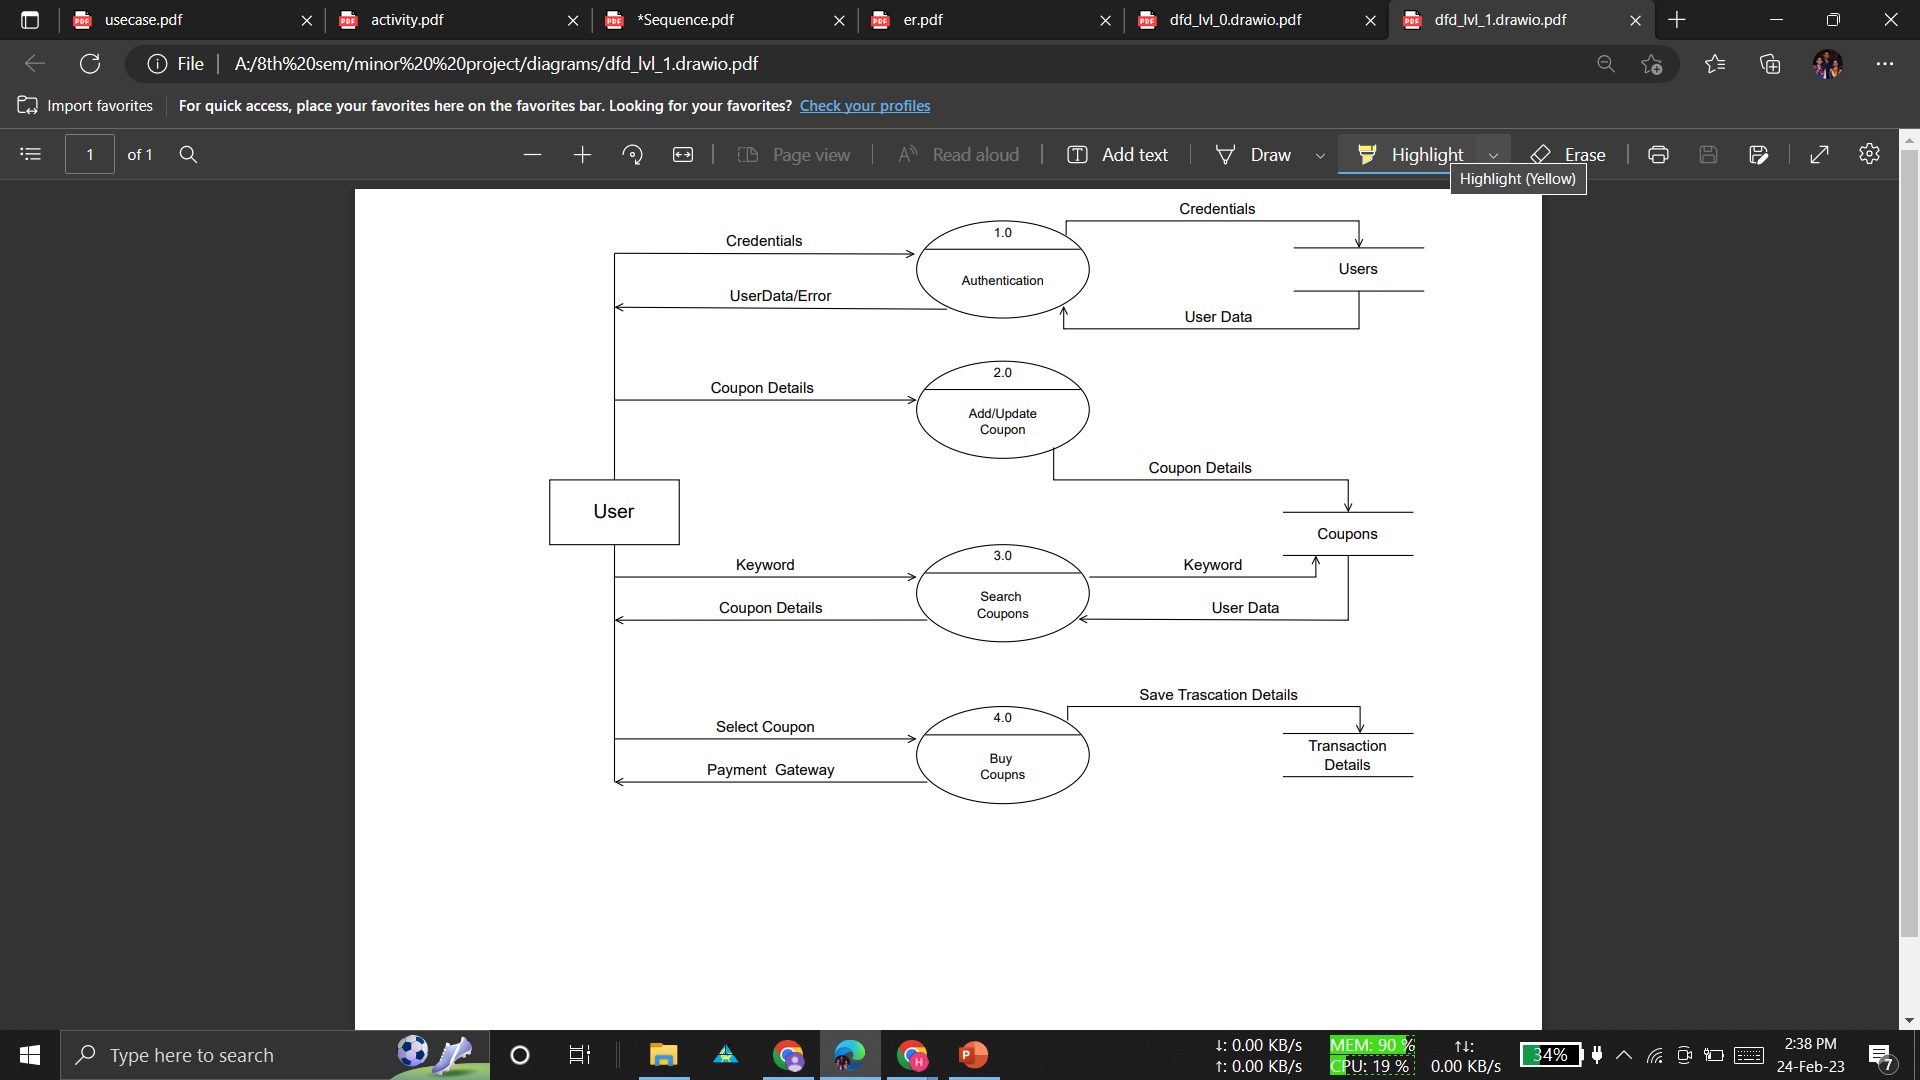 usecase.pdf
activity.pdf
*Sequence.pdf
er.pdf
dfd_lvl_0.drawio.pdf
dfd_lvl_1.drawio.pdf
File
A:/8th%20sem/minor%20%20project/diagrams/dfd_lvl_1.drawio.pdf
Import favorites
For quick access, place your favorites here on the favorites bar. Looking for your favorites? Check your profiles
1 of 1
Page view
Read aloud
Add text
Draw
Highlight
Erase
Highlight (Yellow)
Credentials
1.0
Authentication
Credentials
Users
UserData/Error
User Data
Coupon Details
2.0
Add/Update
Coupon
Coupon Details
User
Coupons
Keyword
3.0
Search
Coupons
Keyword
Coupon Details
User Data
Save Trascation Details
Select Coupon
4.0
Buy
Coupns
Transaction
Details
Payment  Gateway
Type here to search
↓: 0.00 KB/s
↑: 0.00 KB/s
MEM: 90 %
CPU: 19 %
↑↓:
0.00 KB/s
34%
2:38 PM
24-Feb-23
7